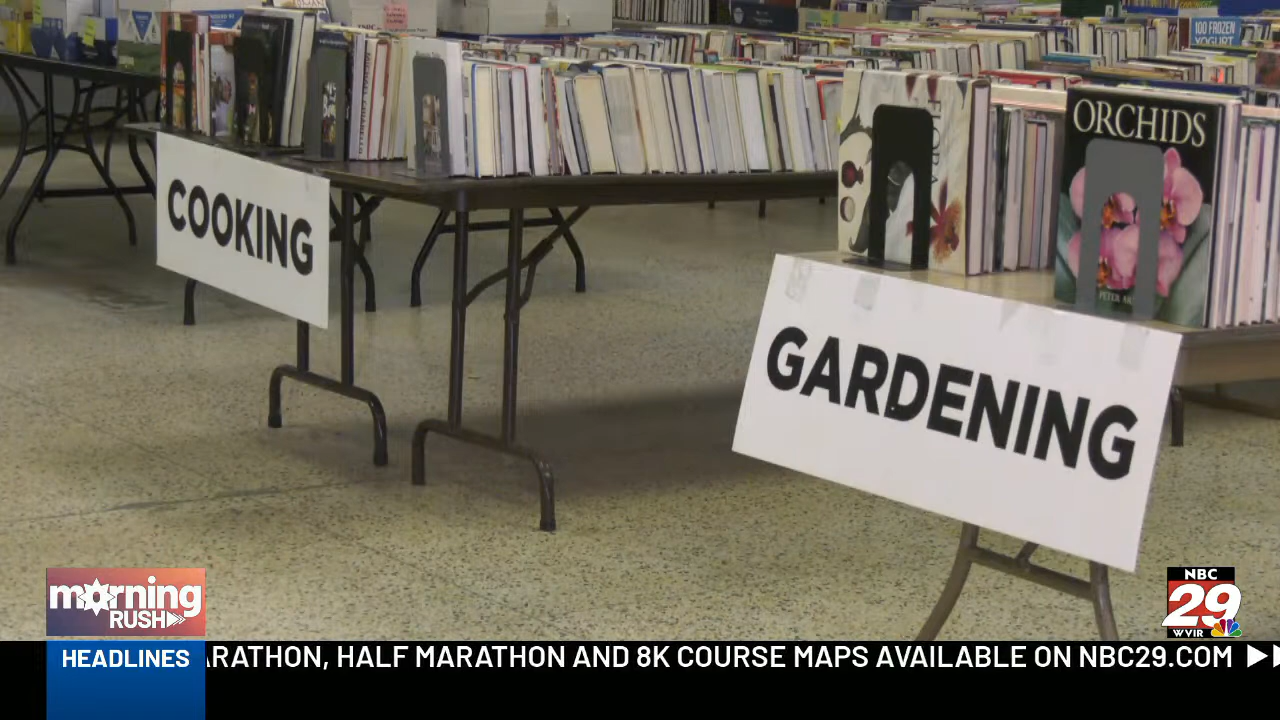 100 FROZEN
YOGURT
ORCHIDS
COOKING
PETER
GARDENING
morning
RUSH
NBC
29
WVIR
HEADLINES
ARATHON, HALF MARATHON AND 8K COURSE MAPS AVAILABLE ON NBC29.COM